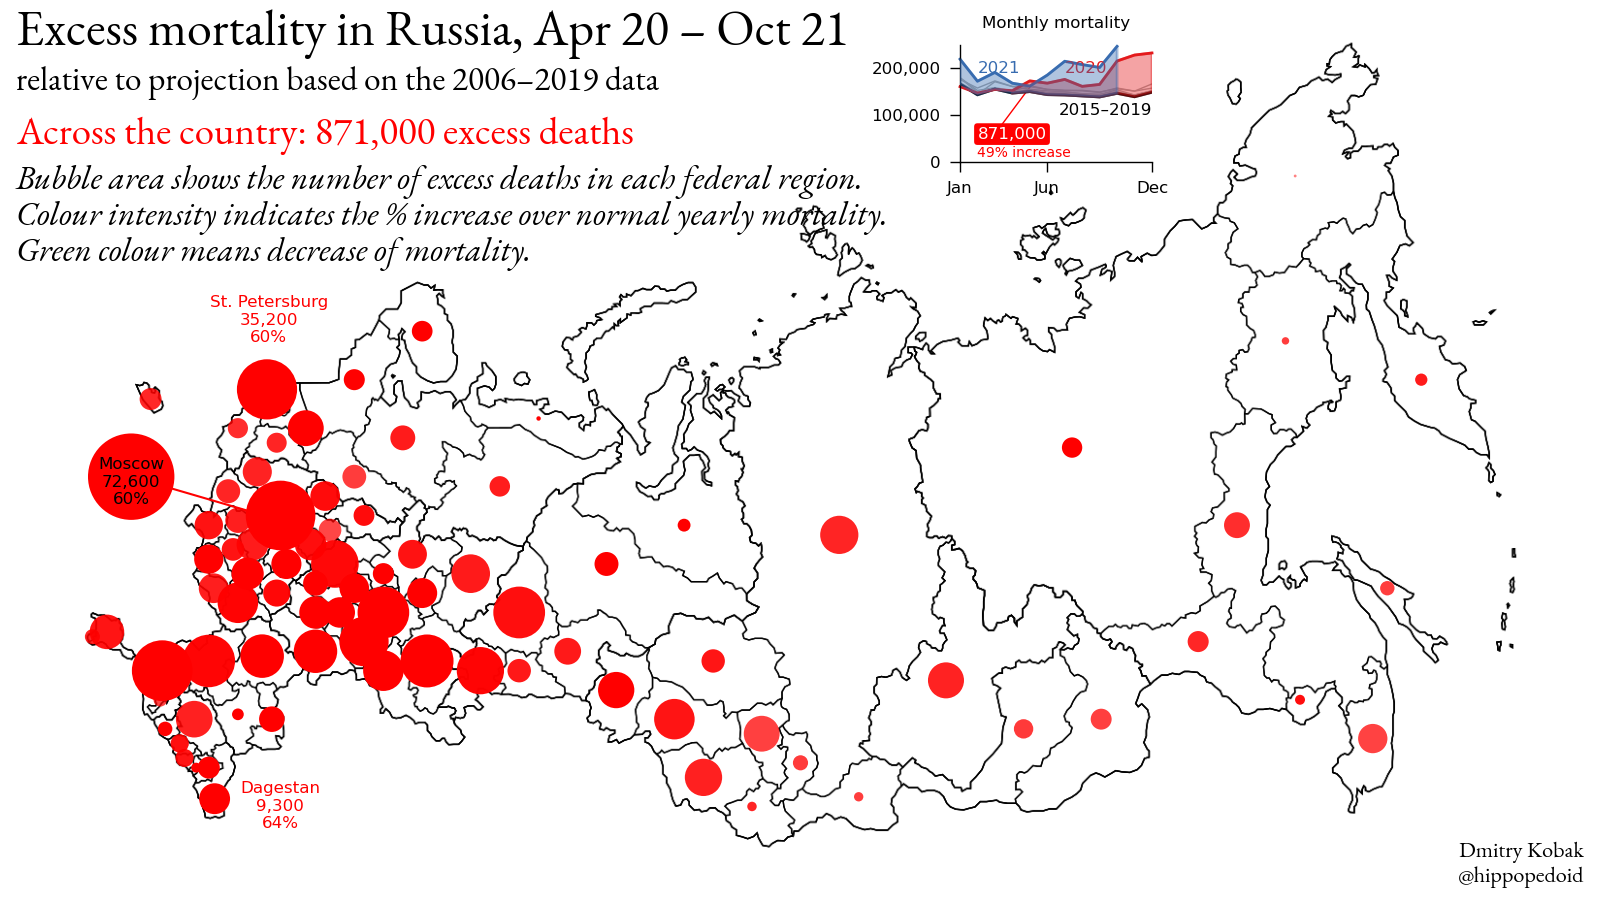 Excess mortality in Russia, Apr 20 – Oct 21
relative to projection based on the 2006–2019 data
Across the country: 871,000 excess deaths
Bubble area shows the number of excess deaths in each federal region.
Colour intensity indicates the % increase over normal yearly mortality.
Green colour means decrease of mortality.
Monthly mortality
200,000
100,000
0
2021
2020
2015–2019
871,000
49% increase
Jan
Jun
Dec
St. Petersburg
35,200
60%
Moscow
72,600
60%
Dagestan
9,300
64%
Dmitry Kobak
@hippopedoid